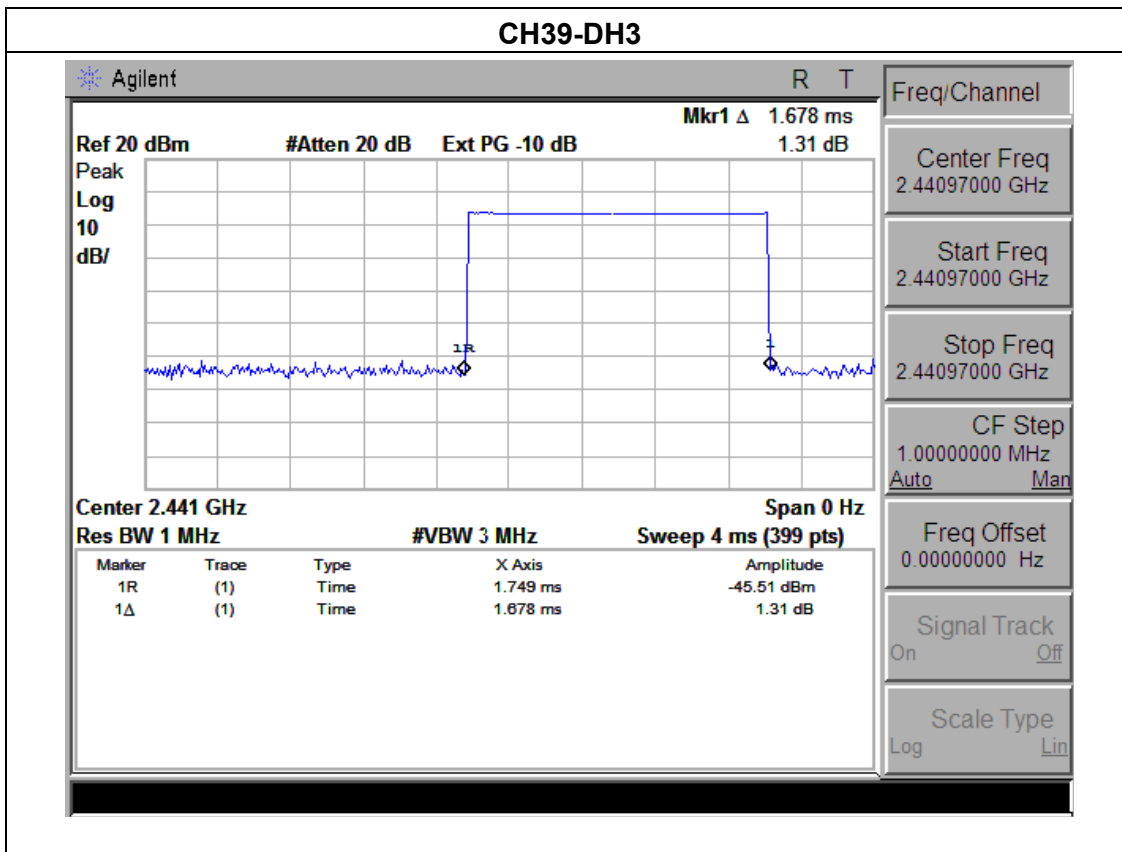 CH39-DH3
Agilent R T
Mkr1 Δ 1.678 ms
Ref 20 dBm #Atten 20 dB Ext PG -10 dB 1.31 dB
Peak
Log
10
dB/
1R
1
Center 2.441 GHz Span 0 Hz
Res BW 1 MHz #VBW 3 MHz Sweep 4 ms (399 pts)
Marker Trace Type X Axis Amplitude
1R (1) Time 1.749 ms -45.51 dBm
1Δ (1) Time 1.678 ms 1.31 dB
Freq/Channel
Center Freq
2.44097000 GHz
Start Freq
2.44097000 GHz
Stop Freq
2.44097000 GHz
CF Step
1.00000000 MHz
Auto Man
Freq Offset
0.00000000 Hz
Signal Track
On Off
Scale Type
Log Lin